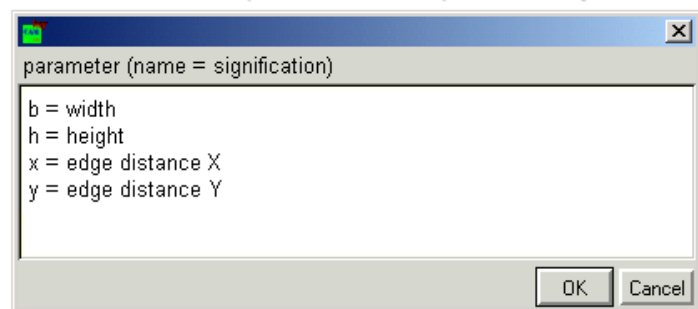 parameter (name = signification)
b = width
h = height
x = edge distance X
y = edge distance Y
OK Cancel